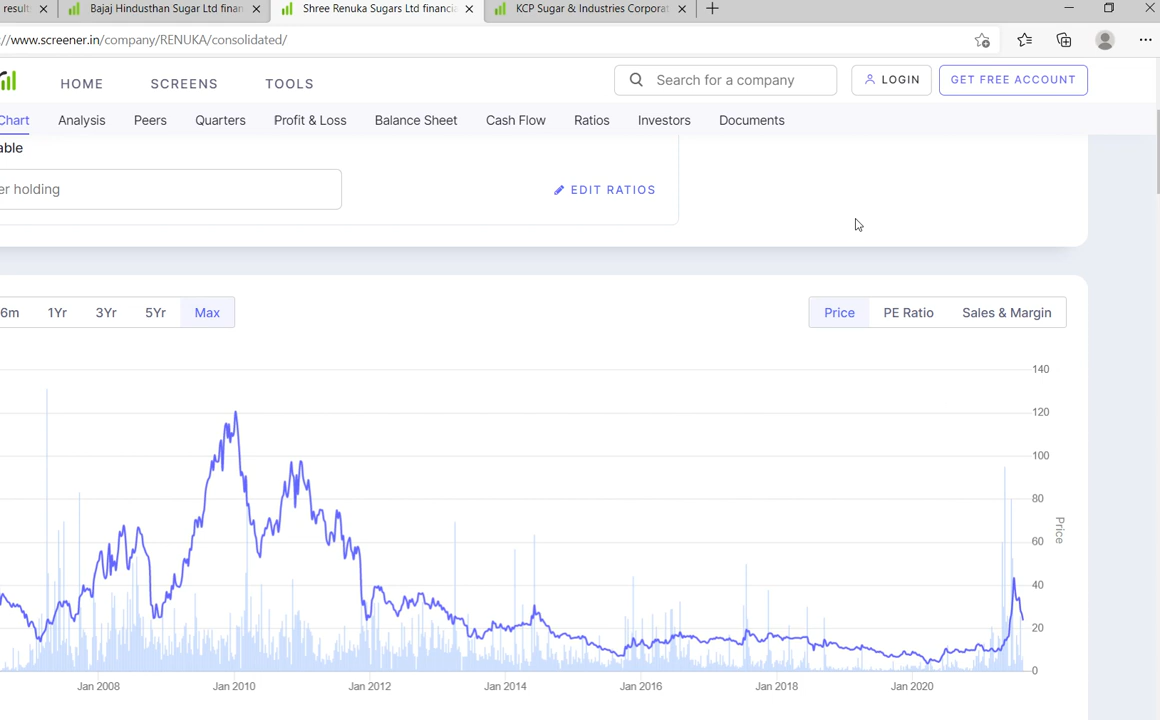 result
Bajaj Hindusthan Sugar Ltd finan
Shree Renuka Sugars Ltd financia
KCP Sugar & Industries Corporat
//www.screener.in/company/RENUKA/consolidated/
HOME
SCREENS
TOOLS
Search for a company
LOGIN
GET FREE ACCOUNT
Chart
Analysis
Peers
Quarters
Profit & Loss
Balance Sheet
Cash Flow
Ratios
Investors
Documents
able
er holding
EDIT RATIOS
6m
1Yr
3Yr
5Yr
Max
Price
PE Ratio
Sales & Margin
140
120
100
80
60
40
20
0
Price
Jan 2008
Jan 2010
Jan 2012
Jan 2014
Jan 2016
Jan 2018
Jan 2020